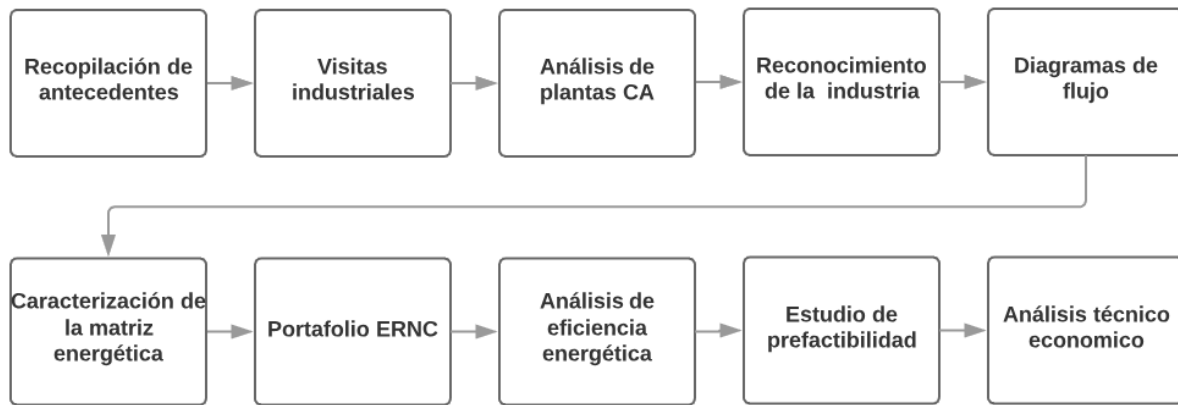 Recopilación de
antecedentes
Visitas
industriales
Análisis de
plantas CA
Reconocimiento
de la industria
Diagramas de
flujo
Caracterización de
la matriz
energética
Portafolio ERNC
Análisis de
eficiencia
energética
Estudio de
prefactibilidad
Análisis técnico
economico